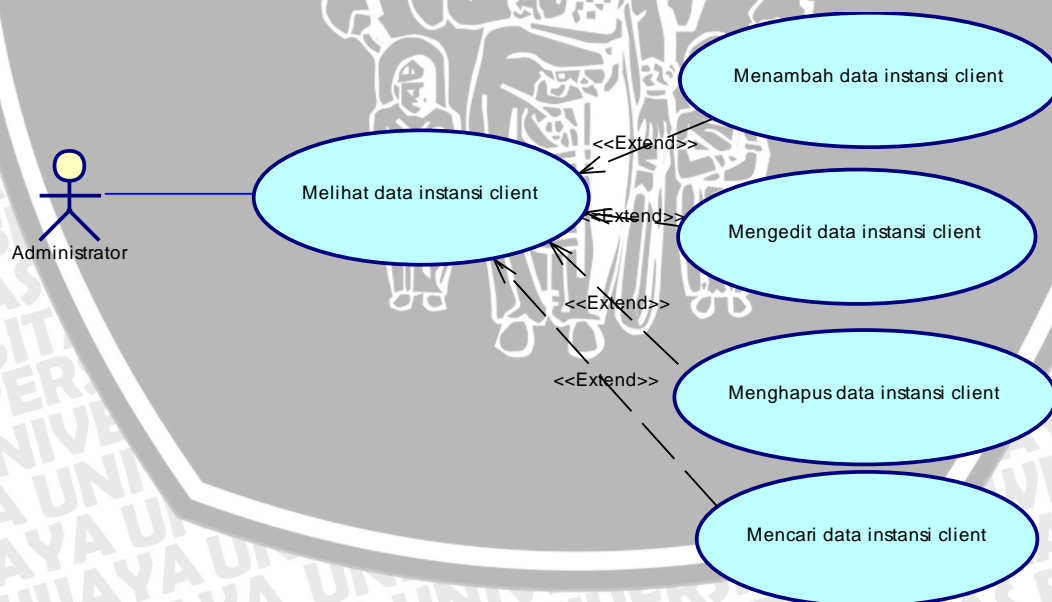 Menambah data instansi client
<<Extend>>
Melihat data instansi client
Administrator
<<Extend>>
Mengedit data instansi client
<<Extend>>
<<Extend>>
Menghapus data instansi client
Mencari data instansi client